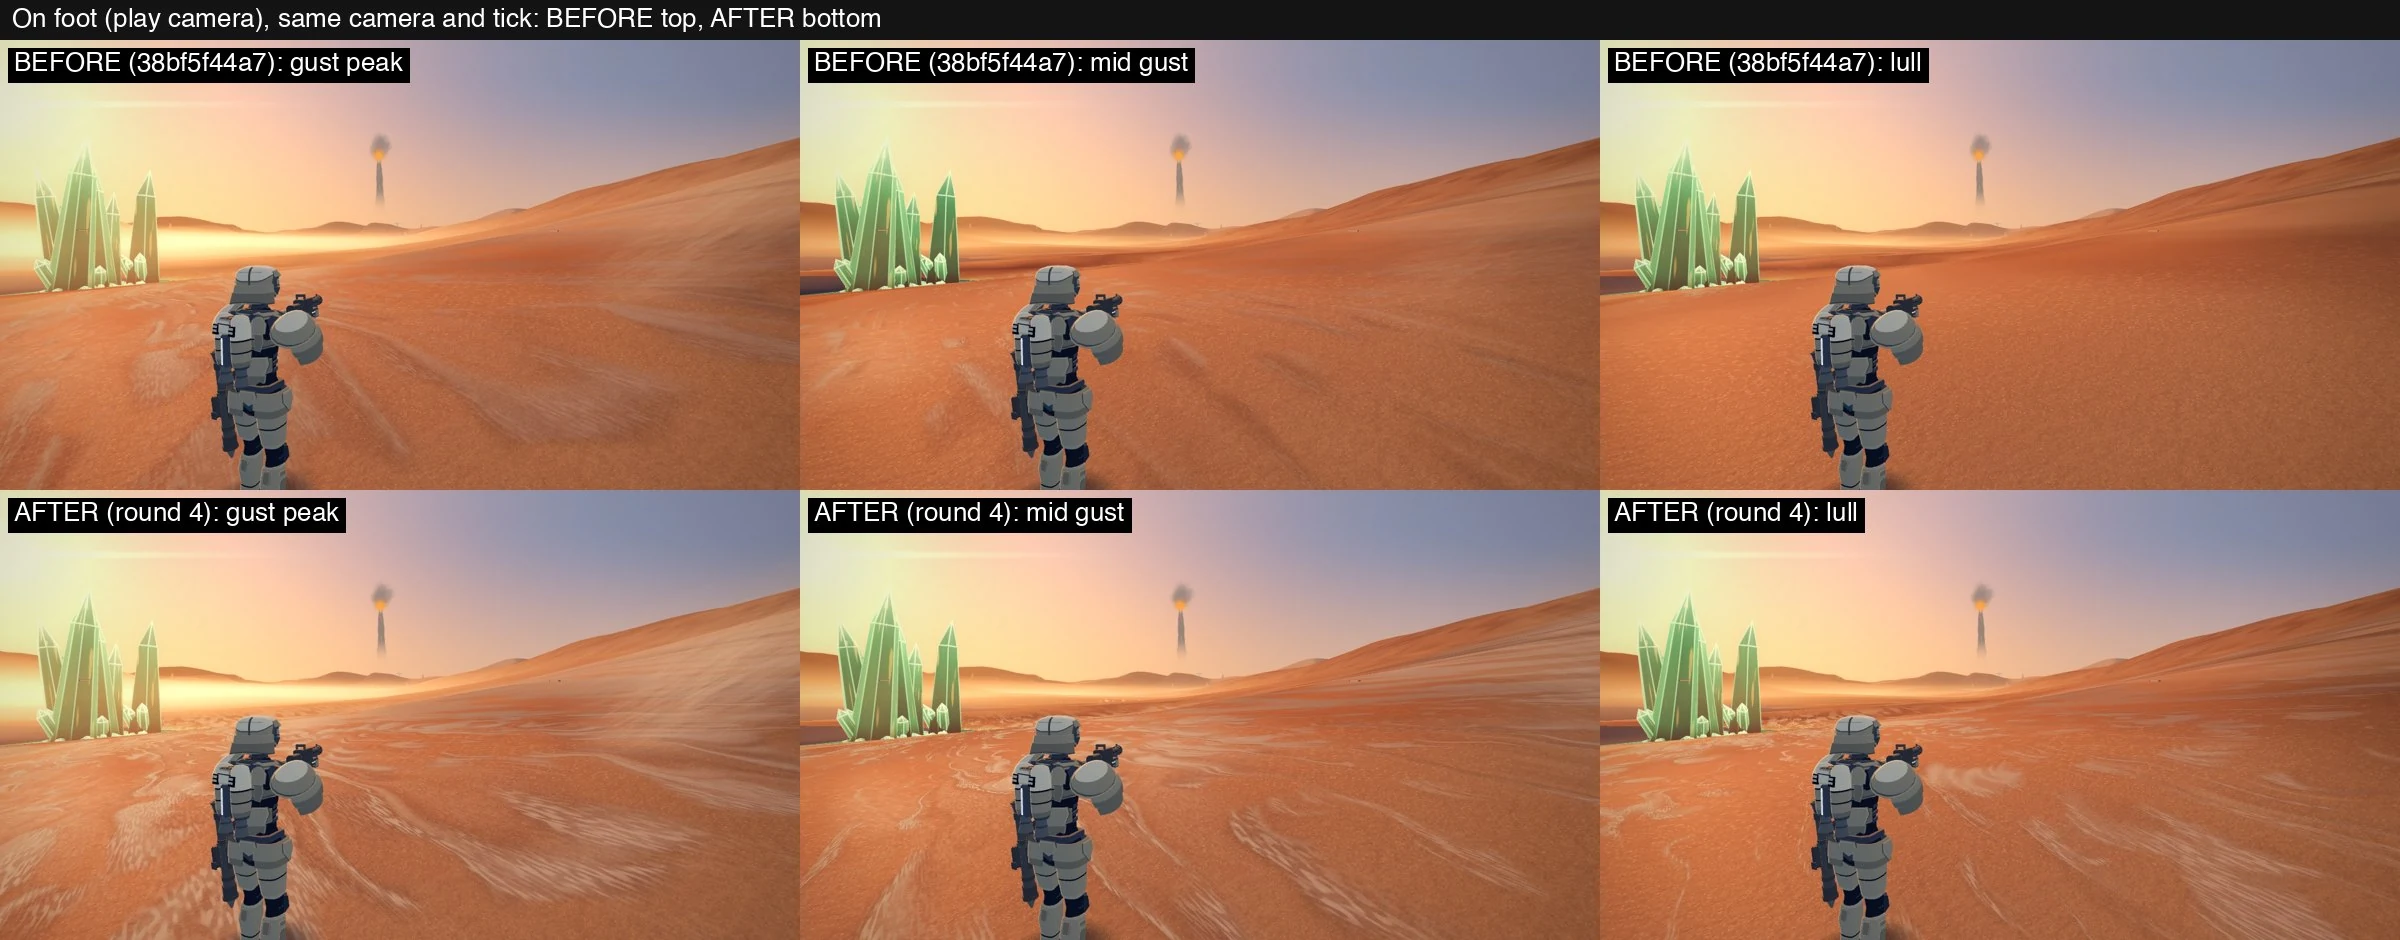 On foot (play camera), same camera and tick: BEFORE top, AFTER bottom
BEFORE (38bf5f44a7): gust peak
BEFORE (38bf5f44a7): mid gust
BEFORE (38bf5f44a7): lull
AFTER (round 4): gust peak
AFTER (round 4): mid gust
AFTER (round 4): lull